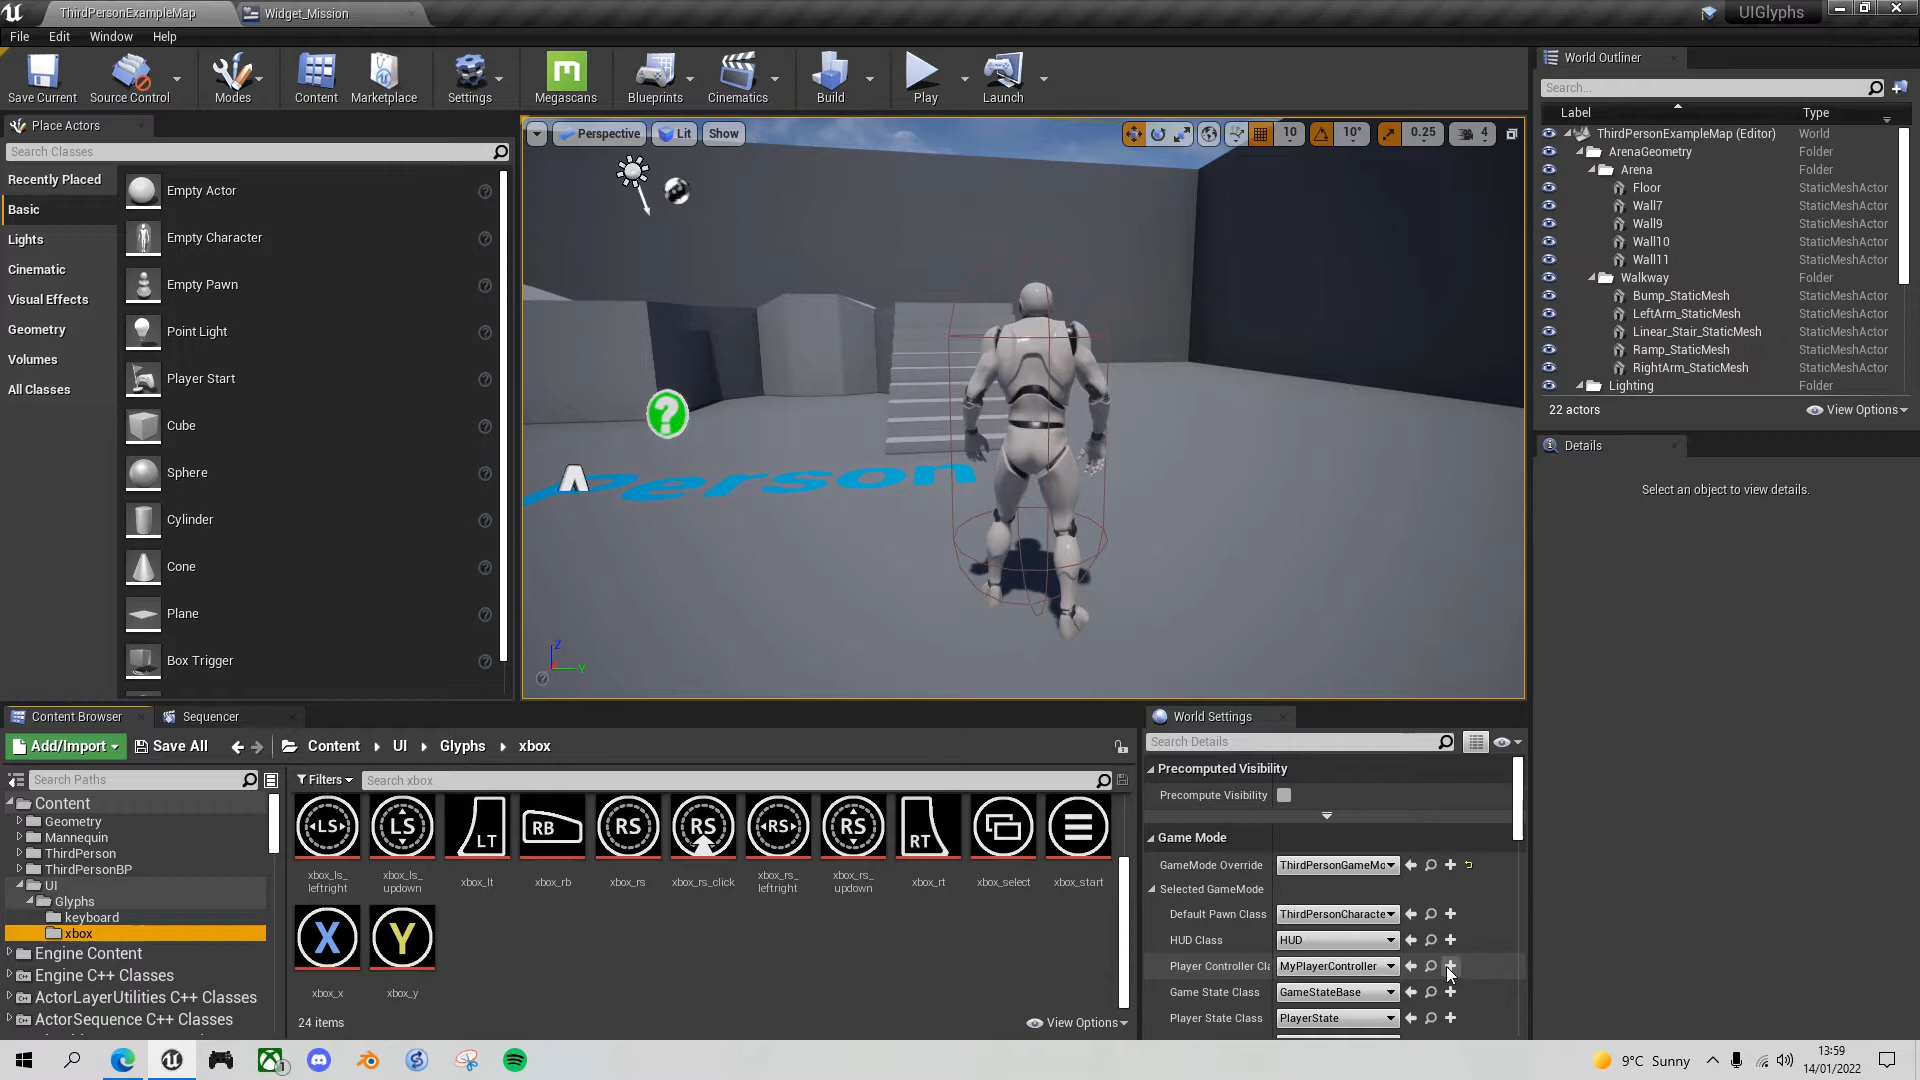 ThirdPersonExampleMap
Widget_Mission
UIGlyphs
File Edit Window Help
Save Current
Source Control
Modes
Content
Marketplace
Settings
Megascans
Blueprints
Cinematics
Build
Play
Launch
Place Actors
Search Classes
Recently Placed
Basic
Lights
Cinematic
Visual Effects
Geometry
Volumes
All Classes
Empty Actor
Empty Character
Empty Pawn
Point Light
Player Start
Cube
Sphere
Cylinder
Cone
Plane
Box Trigger
Perspective Lit Show
10 10° 0.25 4
Person
Z
Y
World Outliner
Search...
Label Type
ThirdPersonExampleMap (Editor) World
ArenaGeometry Folder
Arena Folder
Floor StaticMeshActor
Wall7 StaticMeshActor
Wall9 StaticMeshActor
Wall10 StaticMeshActor
Wall11 StaticMeshActor
Walkway Folder
Bump_StaticMesh StaticMeshActor
LeftArm_StaticMesh StaticMeshActor
Linear_Stair_StaticMesh StaticMeshActor
Ramp_StaticMesh StaticMeshActor
RightArm_StaticMesh StaticMeshActor
Lighting Folder
22 actors View Options
Details
Select an object to view details.
Content Browser
Sequencer
Add/Import Save All Content UI Glyphs xbox
Search Paths
Filters Search xbox
Content
Geometry
Mannequin
ThirdPerson
ThirdPersonBP
UI
Glyphs
keyboard
xbox
Engine Content
Engine C++ Classes
ActorLayerUtilities C++ Classes
ActorSequence C++ Classes
LS LS LT RB RS RS RS RS RT
xbox_ls_leftright
xbox_ls_updown
xbox_lt
xbox_rb
xbox_rs
xbox_rs_click
xbox_rs_leftright
xbox_rs_updown
xbox_rt
xbox_select
xbox_start
X Y
xbox_x
xbox_y
24 items View Options
World Settings
Search Details
Precomputed Visibility
Precompute Visibility
Game Mode
GameMode Override ThirdPersonGameMo
Selected GameMode
Default Pawn Class ThirdPersonCharacte
HUD Class HUD
Player Controller Cla MyPlayerController
Game State Class GameStateBase
Player State Class PlayerState
1
9°C Sunny
13:59
14/01/2022